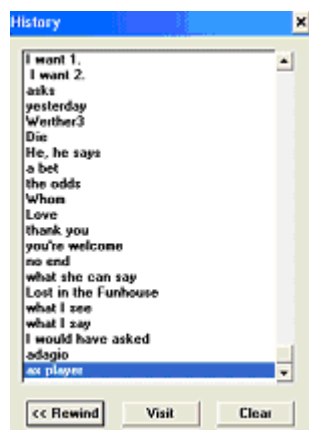 History
I want 1.
I want 2.
asks
yesterday
Werther3
Die
He, he says
a bet
the odds
Whom
Love
thank you
you're welcome
no end
what she can say
Lost in the Funhouse
what I see
what I say
I would have asked
adagio
ax player
<< Rewind
Visit
Clear